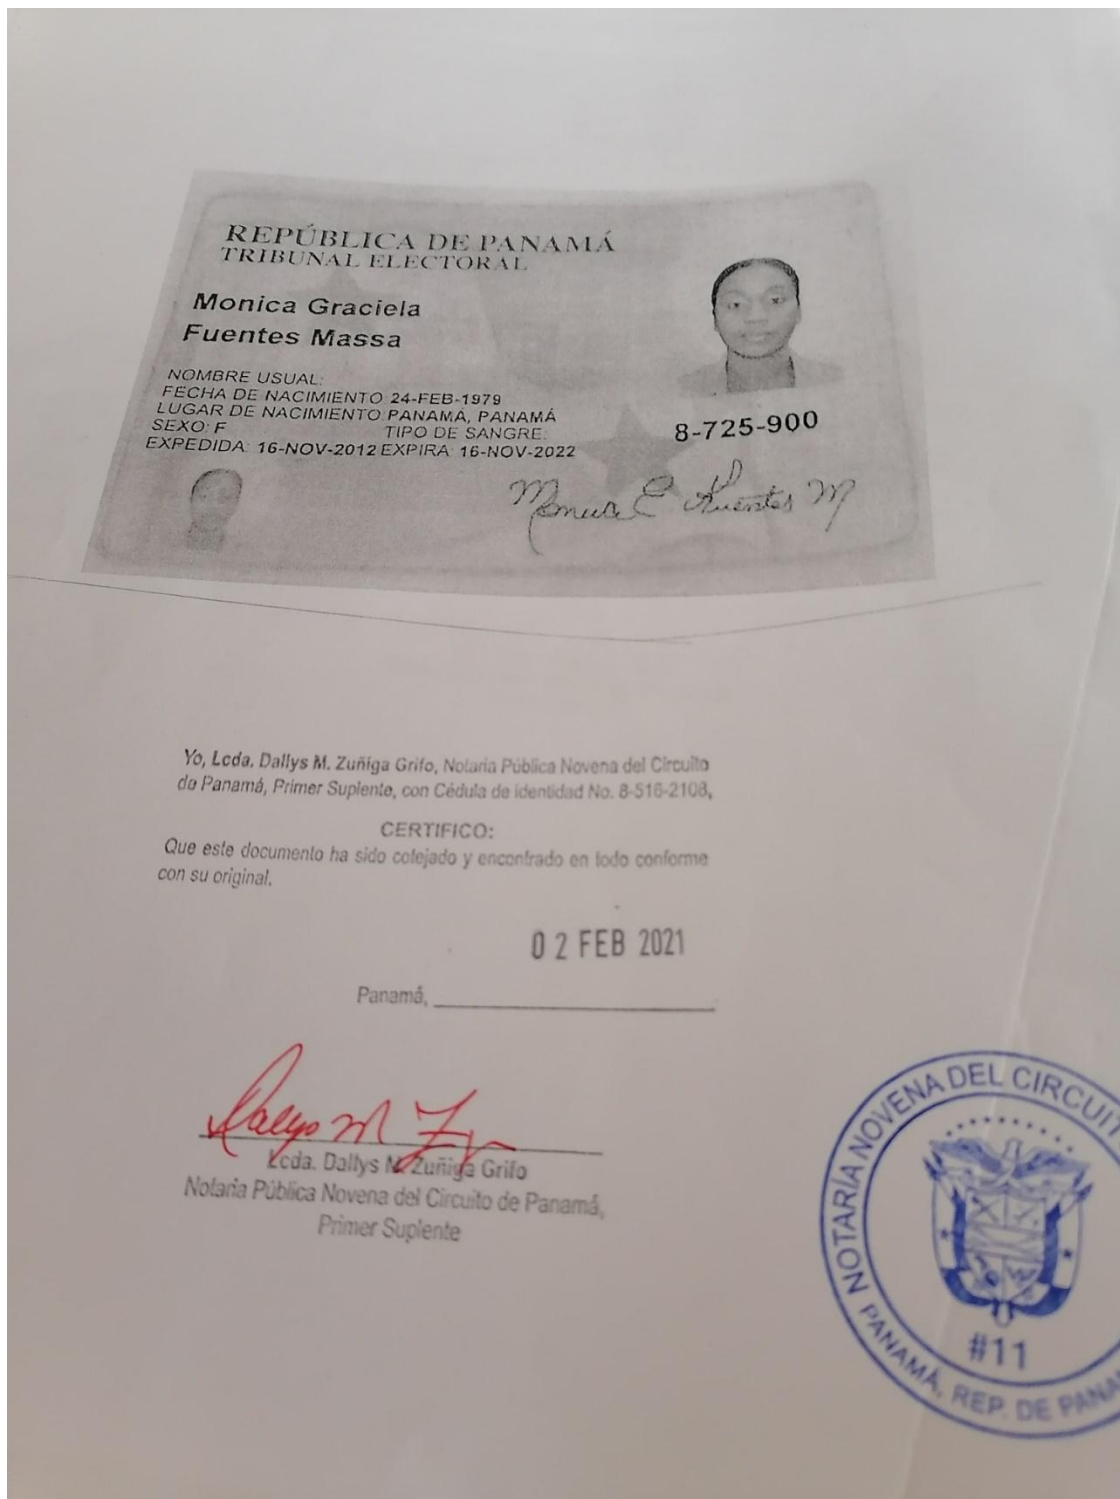 REPÚBLICA DE PANAMÁ
TRIBUNAL ELECTORAL
Monica Graciela
Fuentes Massa
NOMBRE USUAL:
FECHA DE NACIMIENTO: 24-FEB-1979
LUGAR DE NACIMIENTO: PANAMÁ, PANAMÁ
SEXO: F TIPO DE SANGRE:
EXPEDIDA: 16-NOV-2012 EXPIRA: 16-NOV-2022
8-725-900
Fuentes M
Yo, Lcda. Dallys M. Zuñiga Grifo, Notaria Pública Novena del Circuito
de Panamá, Primer Suplente, con Cédula de identidad No. 8-516-2108,
CERTIFICO:
Que este documento ha sido cotejado y encontrado en todo conforme
con su original.
02 FEB 2021
Panamá,
Lcda. Dallys M. Zuñiga Grifo
Notaria Pública Novena del Circuito de Panamá,
Primer Suplente
NOTARÍA NOVENA DEL CIRCUIT
#11
PANAMÁ, REP. DE PANA